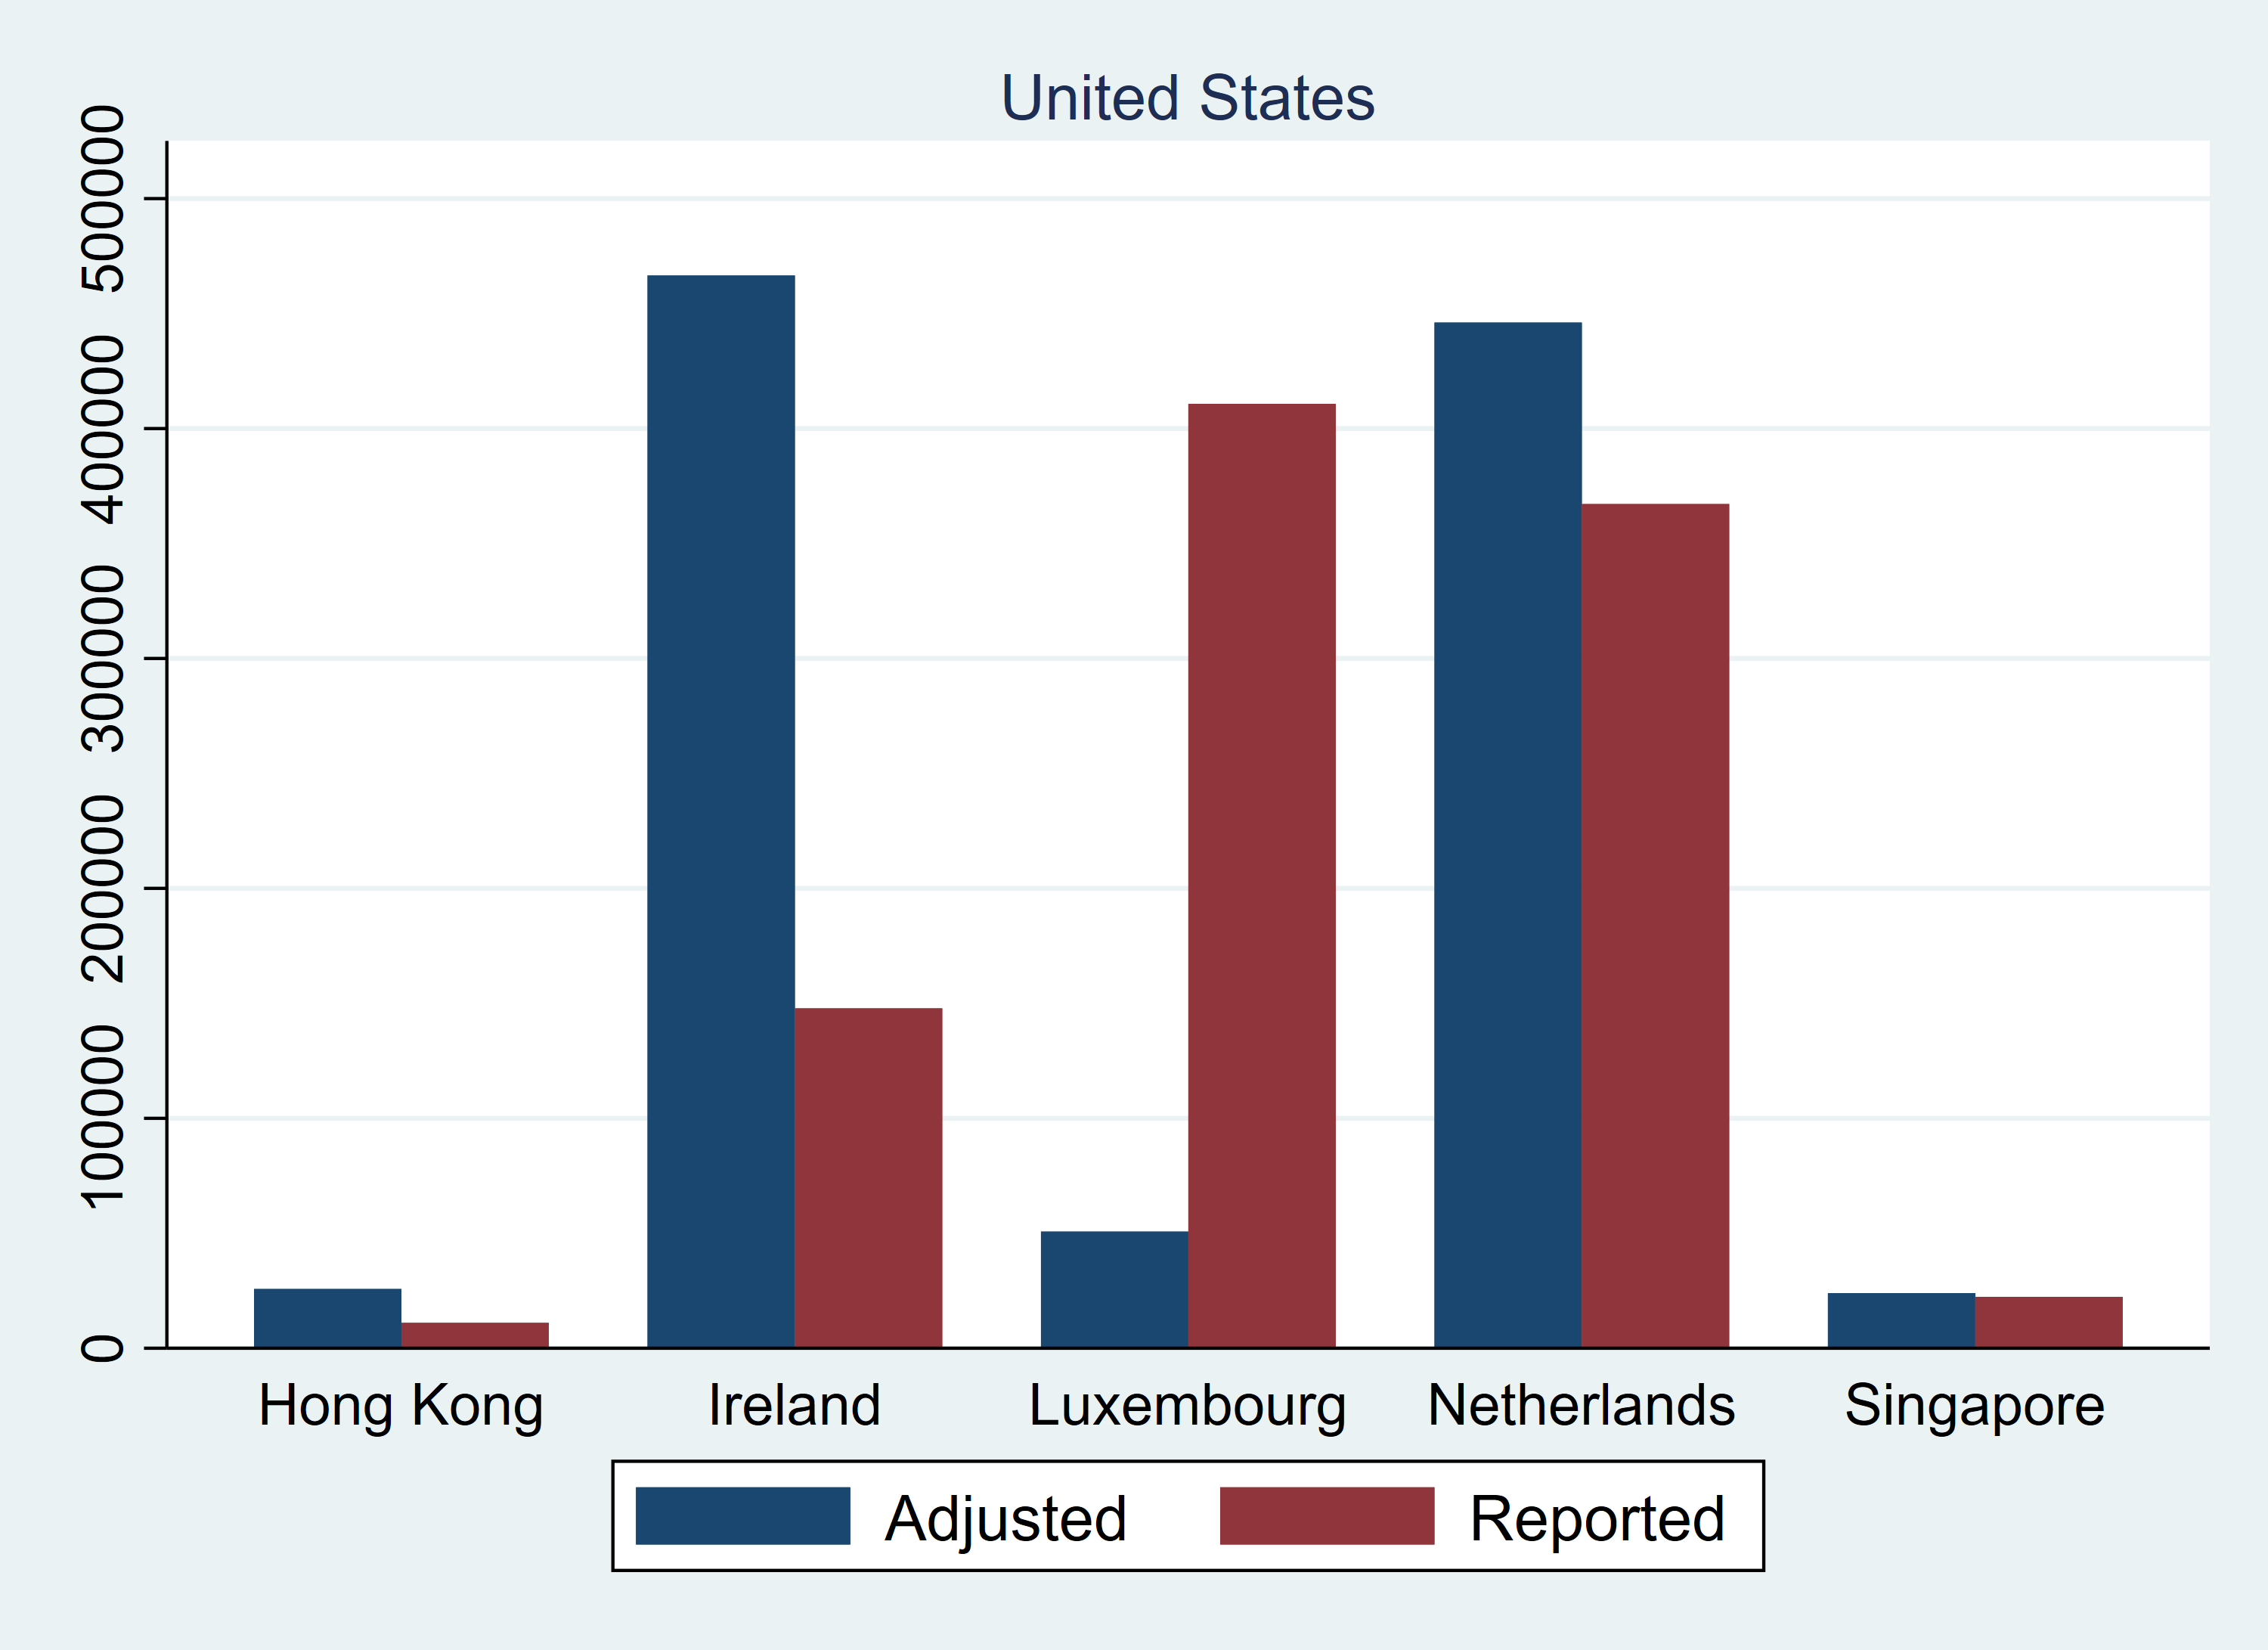 United States
500000
400000
300000
200000
100000
0
Hong Kong Ireland Luxembourg Netherlands Singapore
Adjusted Reported